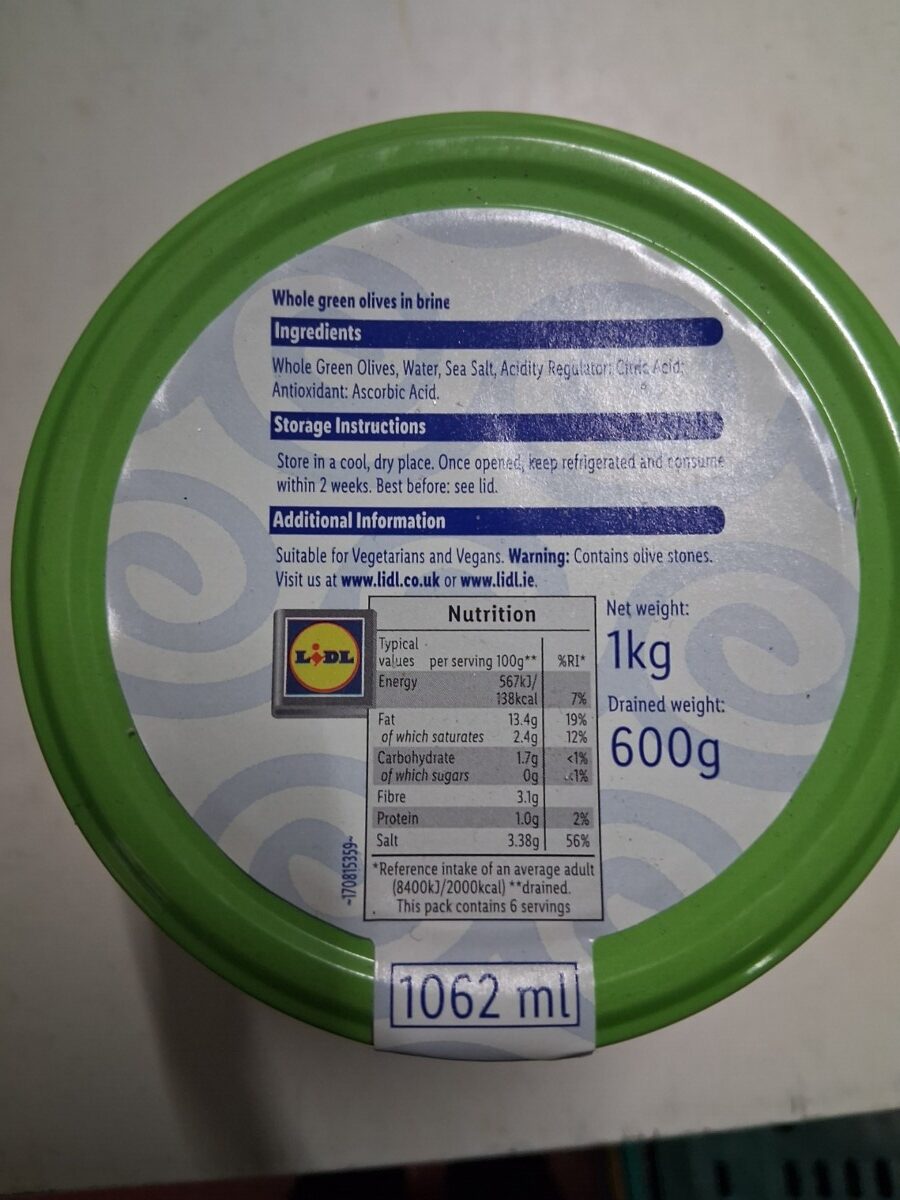 Whole green olives in brine
Ingredients
Whole Green Olives, Water, Sea Salt, Acidity Regulator: Citric Acid;
Antioxidant: Ascorbic Acid.
Storage Instructions
Store in a cool, dry place. Once opened, keep refrigerated and consume
within 2 weeks. Best before: see lid.
Additional Information
Suitable for Vegetarians and Vegans. Warning: Contains olive stones.
Visit us at www.lidl.co.uk or www.lidl.ie.
LIDL
Nutrition
Typical
values per serving 100g** %RI*
Energy 567kJ/
138kcal 7%
Fat 13.4g 19%
of which saturates 2.4g 12%
Carbohydrate 1.7g <1%
of which sugars 0g <1%
Fibre 3.1g
Protein 1.0g 2%
Salt 3.38g 56%
*Reference intake of an average adult
(8400kJ/2000kcal) **drained.
This pack contains 6 servings
Net weight:
1kg
Drained weight:
600g
~170815359~
1062 ml